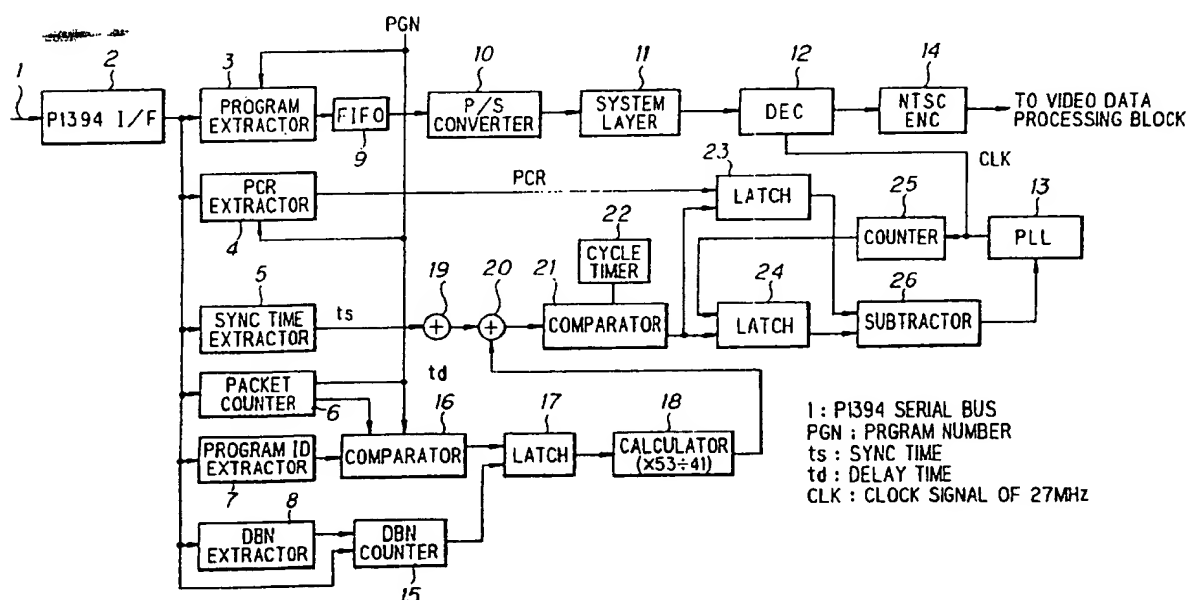 PGN
1
2
3
10
11
12
14
P1394 I/F
PROGRAM
EXTRACTOR
FIFO
9
P/S
CONVERTER
SYSTEM
LAYER
DEC
NTSC
ENC
TO VIDEO DATA
PROCESSING BLOCK
CLK
PCR
EXTRACTOR
4
PCR
23
LATCH
25
COUNTER
13
PLL
22
CYCLE
TIMER
5
SYNC TIME
EXTRACTOR
ts
19
+
20
+
21
COMPARATOR
24
LATCH
26
SUBTRACTOR
td
PACKET
COUNTER
6
16
COMPARATOR
17
LATCH
18
CALCULATOR
(×53÷41)
PROGRAM ID
EXTRACTOR
7
8
DBN
EXTRACTOR
DBN
COUNTER
15
1 : P1394 SERIAL BUS
PGN : PRGRAM NUMBER
ts : SYNC TIME
td : DELAY TIME
CLK : CLOCK SIGNAL OF 27MHz